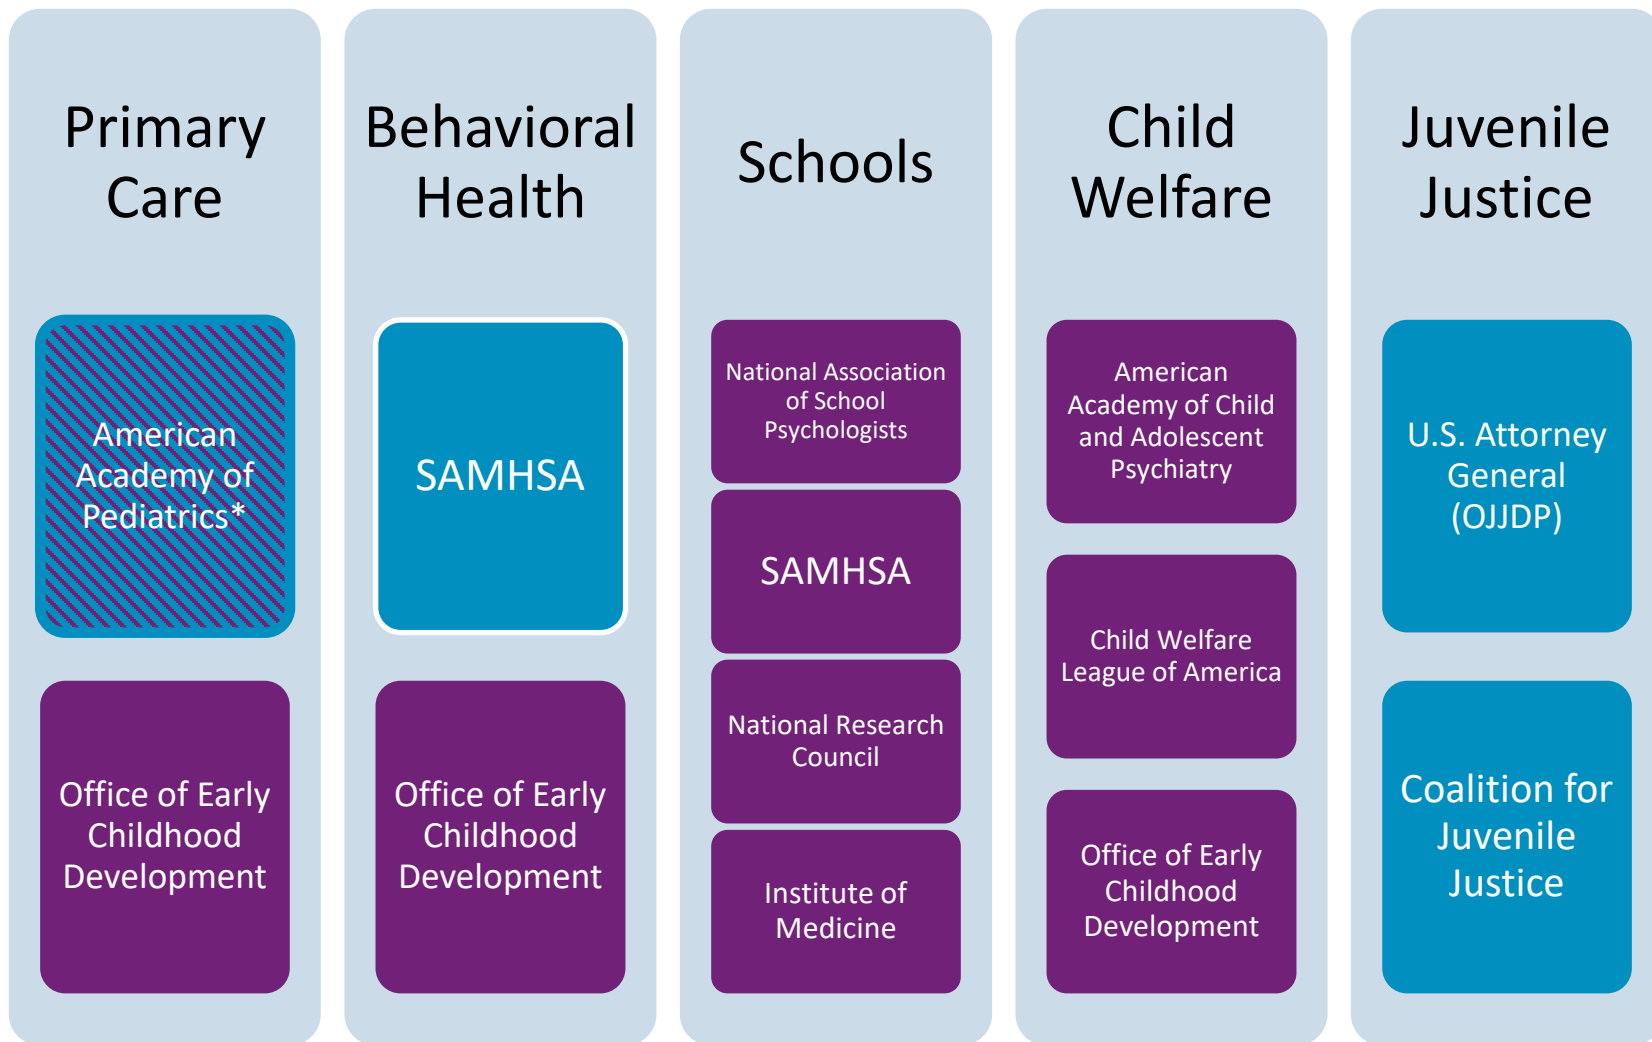 Primary
Care
American
Academy of
Pediatrics*
Office of Early
Childhood
Development
Behavioral
Health
SAMHSA
Office of Early
Childhood
Development
Schools
National Association
of School
Psychologists
SAMHSA
National Research
Council
Institute of
Medicine
Child
Welfare
American
Academy of Child
and Adolescent
Psychiatry
Child Welfare
League of America
Office of Early
Childhood
Development
Juvenile
Justice
U.S. Attorney
General
(OJJDP)
Coalition for
Juvenile
Justice